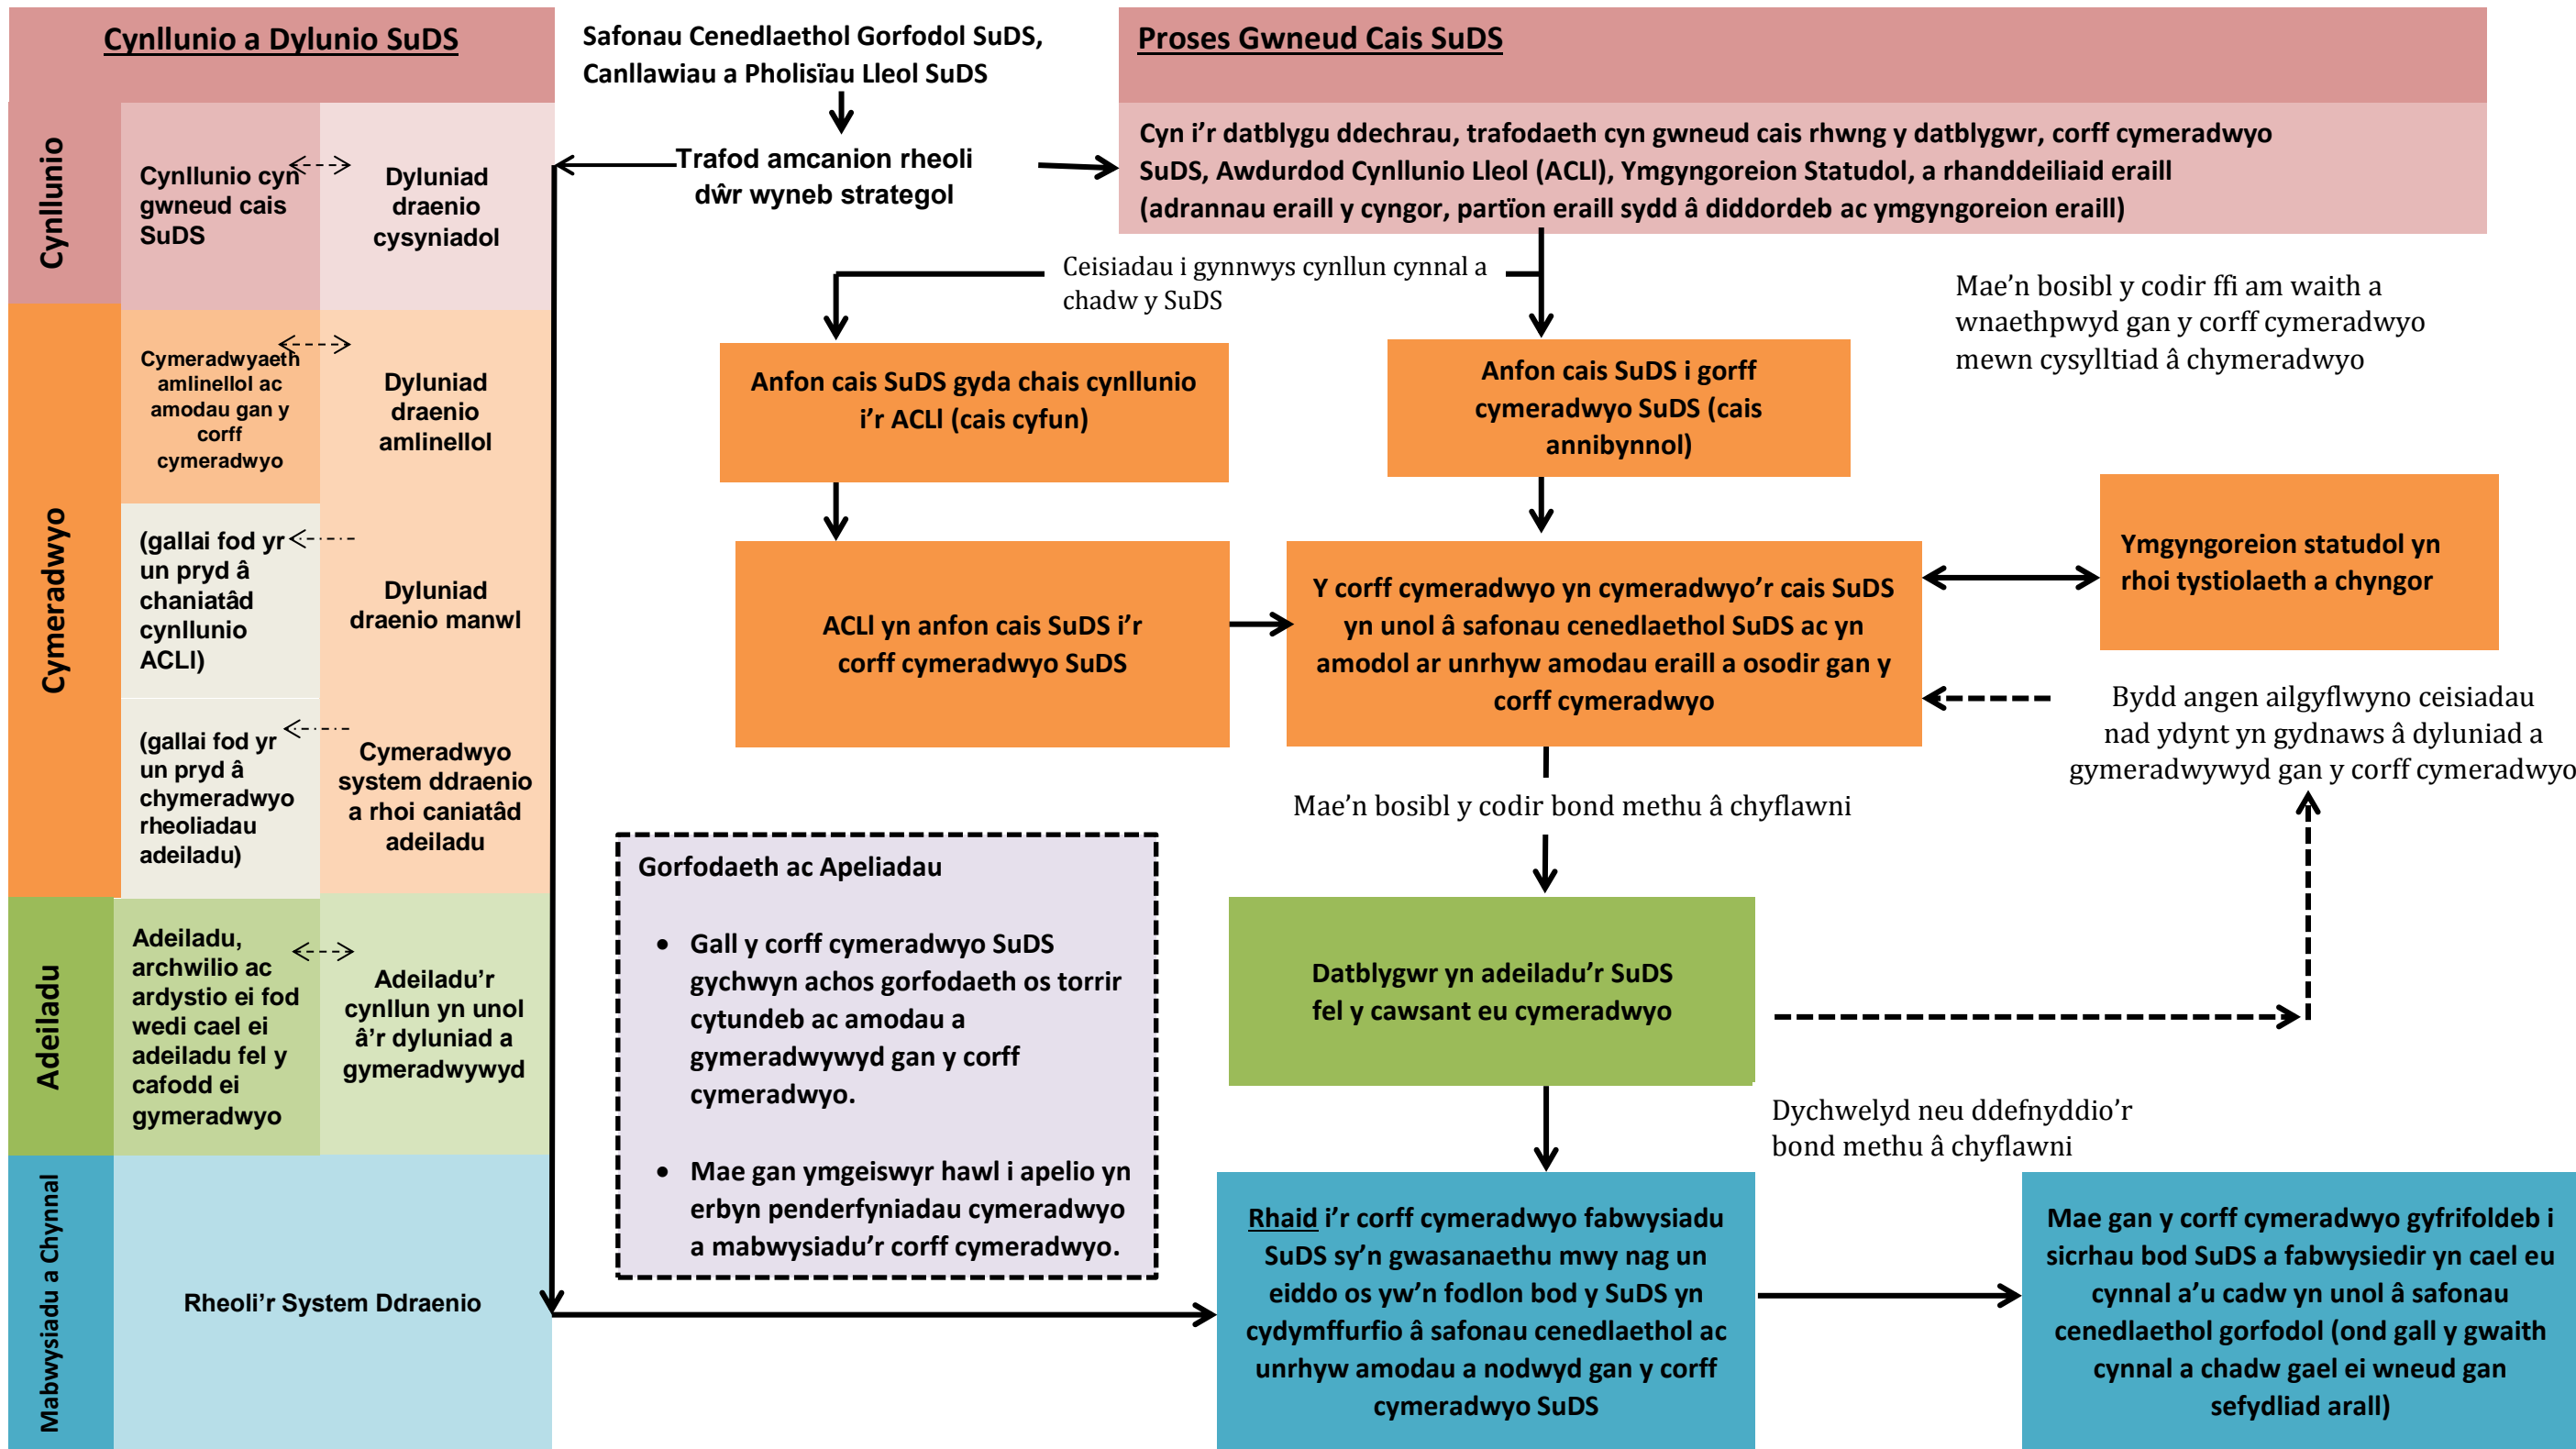 Cynllunio a Dylunio SuDS
Safonau Cenedlaethol Gorfodol SuDS,
Canllawiau a Pholisïau Lleol SuDS
Trafod amcanion rheoli
dŵr wyneb strategol
Proses Gwneud Cais SuDS
Cyn i’r datblygu ddechrau, trafodaeth cyn gwneud cais rhwng y datblygwr, corff cymeradwyo
SuDS, Awdurdod Cynllunio Lleol (ACLl), Ymgyngoreion Statudol, a rhanddeiliaid eraill
(adrannau eraill y cyngor, partïon eraill sydd â diddordeb ac ymgyngoreion eraill)
Cynllunio
Cynllunio cyn
gwneud cais
SuDS
Dyluniad
draenio
cysyniadol
Cymeradwyo
Cymeradwyaeth
amlinellol ac
amodau gan y
corff
cymeradwyo
Dyluniad
draenio
amlinellol
(gallai fod yr
un pryd â
chaniatâd
cynllunio
ACLl)
Dyluniad
draenio manwl
(gallai fod yr
un pryd â
chymeradwyo
rheoliadau
adeiladu)
Cymeradwyo
system ddraenio
a rhoi caniatâd
adeiladu
Adeiladu
Adeiladu,
archwilio ac
ardystio ei fod
wedi cael ei
adeiladu fel y
cafodd ei
gymeradwyo
Adeiladu’r
cynllun yn unol
â’r dyluniad a
gymeradwywyd
Mabwysiadu a Chynnal
Rheoli’r System Ddraenio
Ceisiadau i gynnwys cynllun cynnal a
chadw y SuDS
Mae’n bosibl y codir ffi am waith a
wnaethpwyd gan y corff cymeradwyo
mewn cysylltiad â chymeradwyo
Anfon cais SuDS gyda chais cynllunio
i’r ACLl (cais cyfun)
Anfon cais SuDS i gorff
cymeradwyo SuDS (cais
annibynnol)
ACLl yn anfon cais SuDS i’r
corff cymeradwyo SuDS
Y corff cymeradwyo yn cymeradwyo’r cais SuDS
yn unol â safonau cenedlaethol SuDS ac yn
amodol ar unrhyw amodau eraill a osodir gan y
corff cymeradwyo
Ymgyngoreion statudol yn
rhoi tystiolaeth a chyngor
Bydd angen ailgyflwyno ceisiadau
nad ydynt yn gydnaws â dyluniad a
gymeradwywyd gan y corff cymeradwyo
Mae’n bosibl y codir bond methu â chyflawni
Gorfodaeth ac Apeliadau
• Gall y corff cymeradwyo SuDS
gychwyn achos gorfodaeth os torrir
cytundeb ac amodau a
gymeradwywyd gan y corff
cymeradwyo.
• Mae gan ymgeiswyr hawl i apelio yn
erbyn penderfyniadau cymeradwyo
a mabwysiadu’r corff cymeradwyo.
Datblygwr yn adeiladu’r SuDS
fel y cawsant eu cymeradwyo
Dychwelyd neu ddefnyddio’r
bond methu â chyflawni
Rhaid i’r corff cymeradwyo fabwysiadu
SuDS sy’n gwasanaethu mwy nag un
eiddo os yw’n fodlon bod y SuDS yn
cydymffurfio â safonau cenedlaethol ac
unrhyw amodau a nodwyd gan y corff
cymeradwyo SuDS
Mae gan y corff cymeradwyo gyfrifoldeb i
sicrhau bod SuDS a fabwysiedir yn cael eu
cynnal a’u cadw yn unol â safonau
cenedlaethol gorfodol (ond gall y gwaith
cynnal a chadw gael ei wneud gan
sefydliad arall)